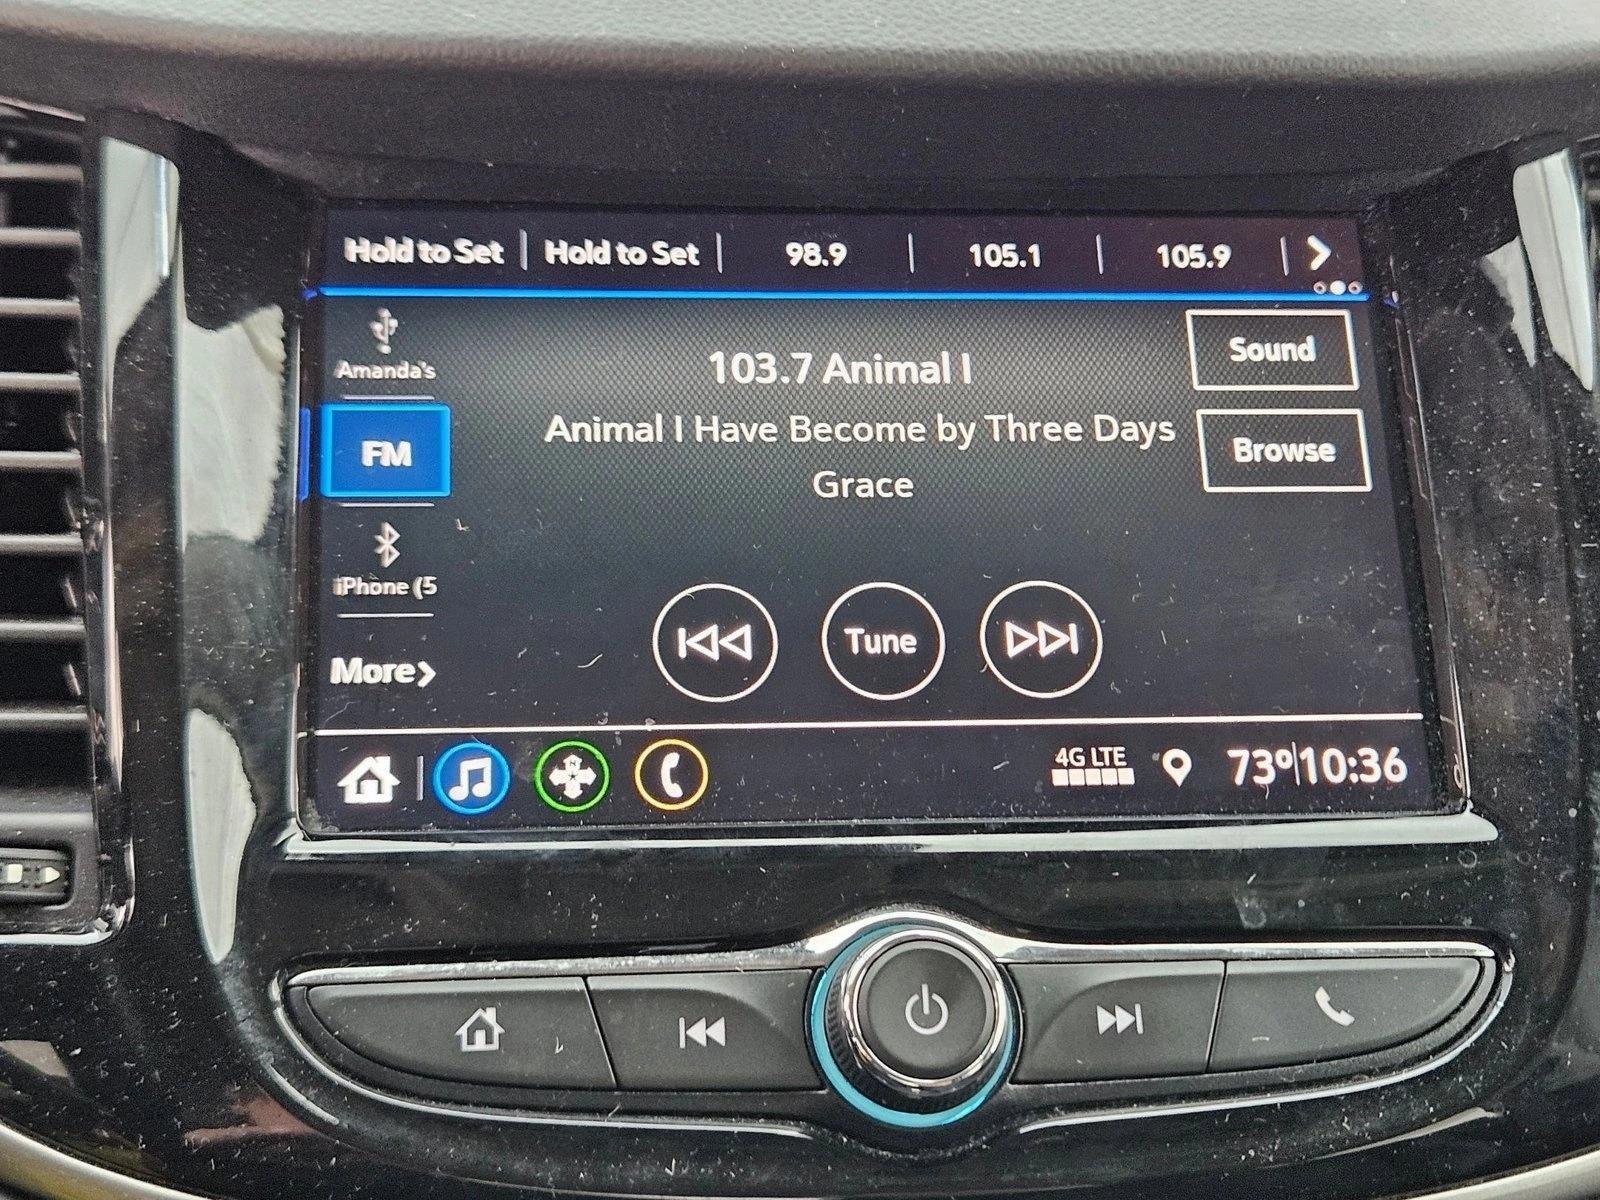 Hold to Set Hold to Set 98.9 105.1 105.9
Amanda's
FM
iPhone (5
More
103.7 Animal I
Animal I Have Become by Three Days
Grace
Sound
Browse
Tune
4G LTE
73° 10:36